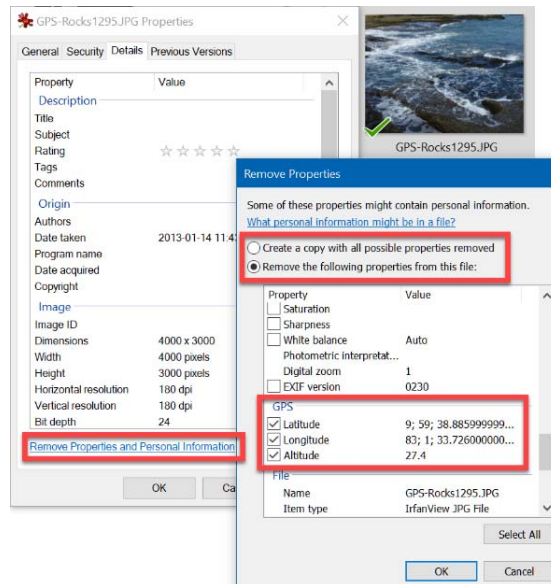 GPS-Rocks1295.JPG Properties
General Security Details Previous Versions
Property Value
Description
Title
Subject
Rating
Tags
Comments
Origin
Authors
Date taken 2013-01-14
Program name
Date acquired
Copyright
Image
Image ID
Dimensions 4000 x 3000
Width 4000 pixels
Height 3000 pixels
Horizontal resolution 180 dpi
Vertical resolution 180 dpi
Bit depth 24
Remove Properties and Personal Information
OK
GPS-Rocks1295.JPG
Remove Properties
Some of these properties might contain personal information.
What personal information might be in a file?
Create a copy with all possible properties removed
Remove the following properties from this file:
Property Value
Saturation
Sharpness
White balance Auto
Photometric interpretat...
Digital zoom 1
EXIF version 0230
GPS
Latitude 9; 59; 38.885999999...
Longitude 83; 1; 33.726000000...
Altitude 27.4
File
Name GPS-Rocks1295.JPG
Item type IrfanView JPG File
Select All
OK Cancel